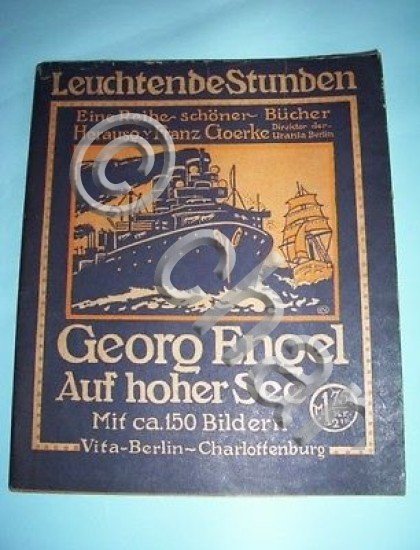 Leuchtende Stunden
Eine Reihe schöner Bücher
Herausg. v. Franz Goerke Direktor der Urania Berlin
Georg Engel
Auf hoher See
Mit ca. 150 Bildern
Vita-Berlin-Charlottenburg